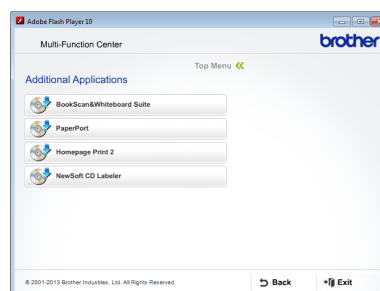 Adobe Flash Player 10
Multi-Function Center
brother
Top Menu
Additional Applications
BookScan&Whiteboard Suite
PaperPort
Homepage Print 2
NewSoft CD Labeler
© 2001-2013 Brother Industries, Ltd. All Rights Reserved.
Back
Exit